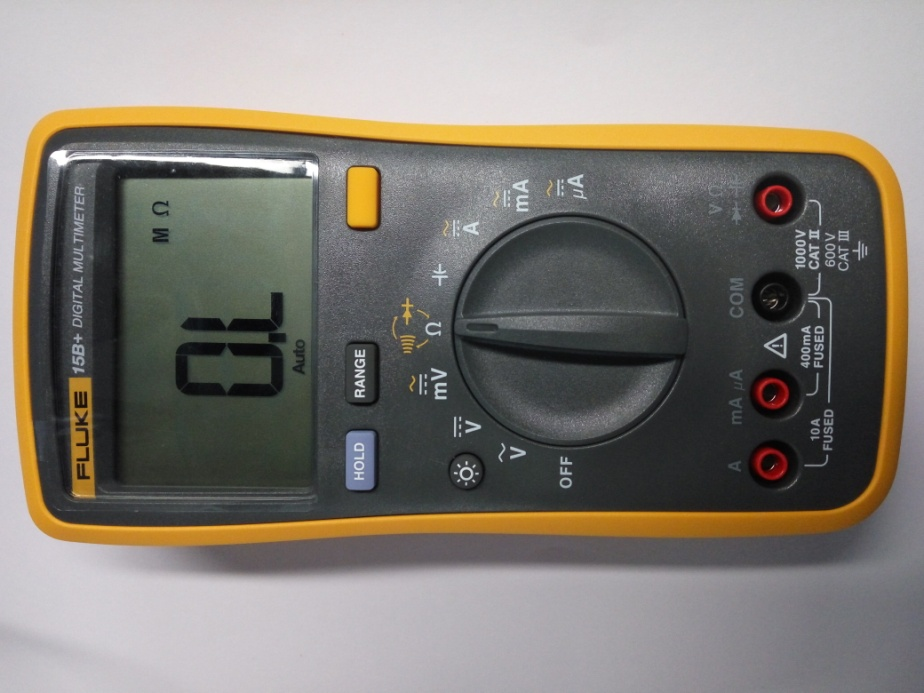 FLUKE 15B+ DIGITAL MULTIMETER
M Ω
0L
Auto
HOLD
RANGE
OFF
V
V
mV
Ω
A
mA
µA
A
mA µA
COM
V Ω
10A
FUSED
400mA
FUSED
1000V
CAT II
600V
CAT III